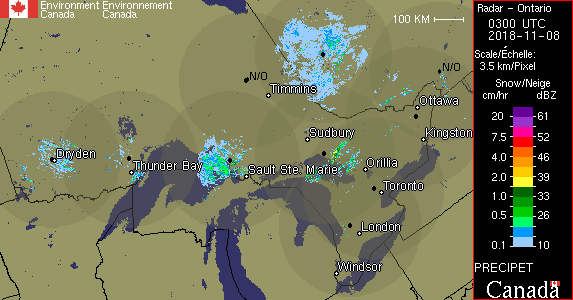 Environment Environnement
Canada Canada
100 KM
N/O
N/O
Timmins
Ottawa
Sudbury
Kingston
Dryden
Thunder Bay
Sault Ste. Marie
Orillia
Toronto
London
Windsor
Radar - Ontario
0300 UTC
2018-11-08
Scale/Échelle:
3.5 km/Pixel
Snow/Neige
cm/hr dBZ
20 61
7.5 52
4.0 46
2.0 39
1.0 33
0.5 26
0.1 10
PRECIPET
Canada